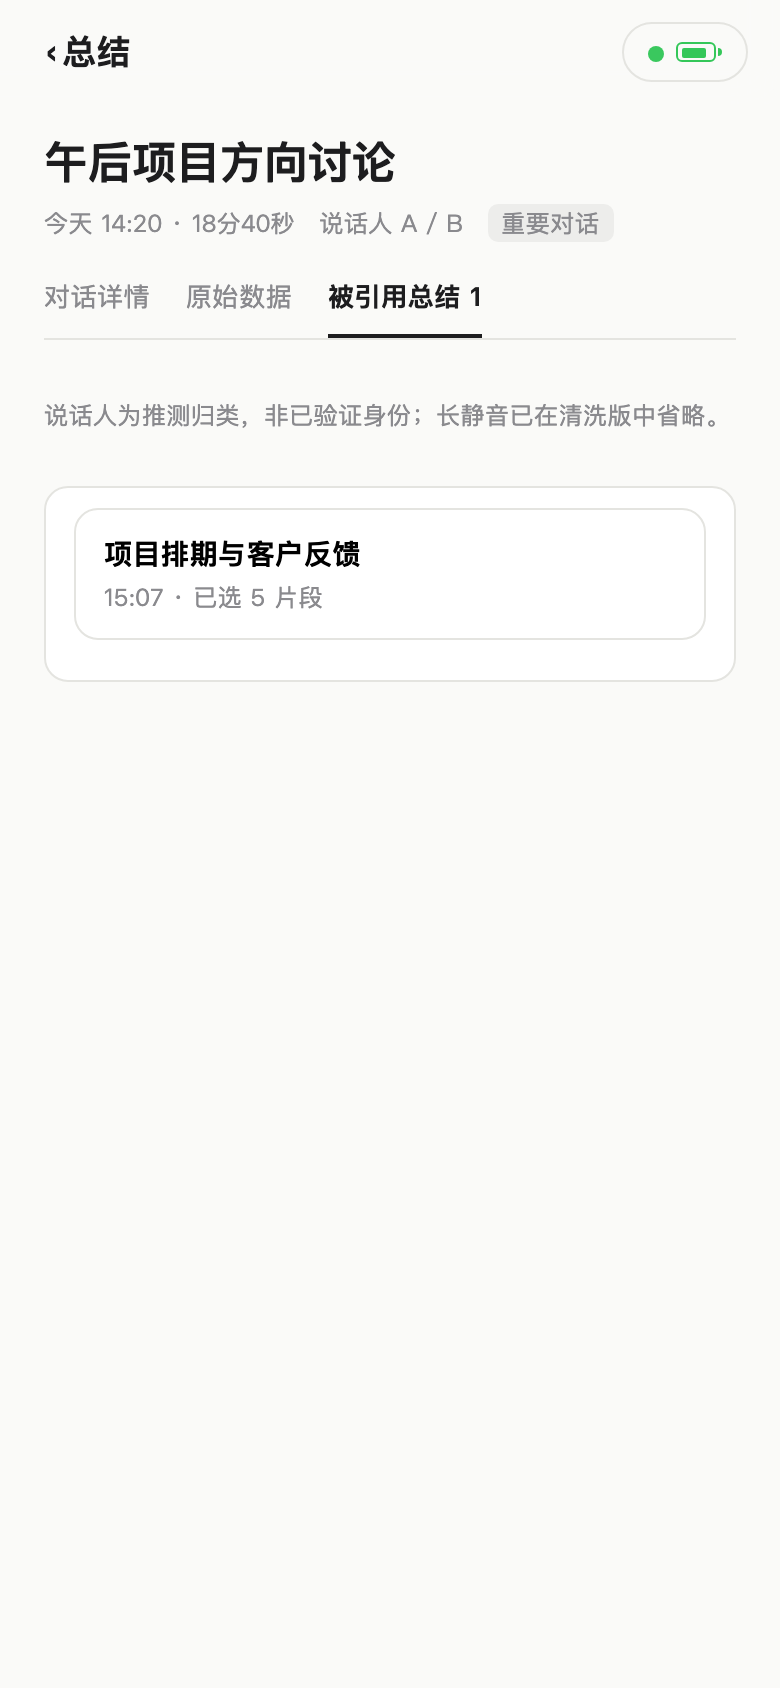 ‹总结
午后项目方向讨论
今天 14:20 · 18分40秒 说话人 A / B 重要对话
对话详情 原始数据 被引用总结 1
说话人为推测归类，非已验证身份；长静音已在清洗版中省略。
项目排期与客户反馈
15:07 · 已选 5 片段